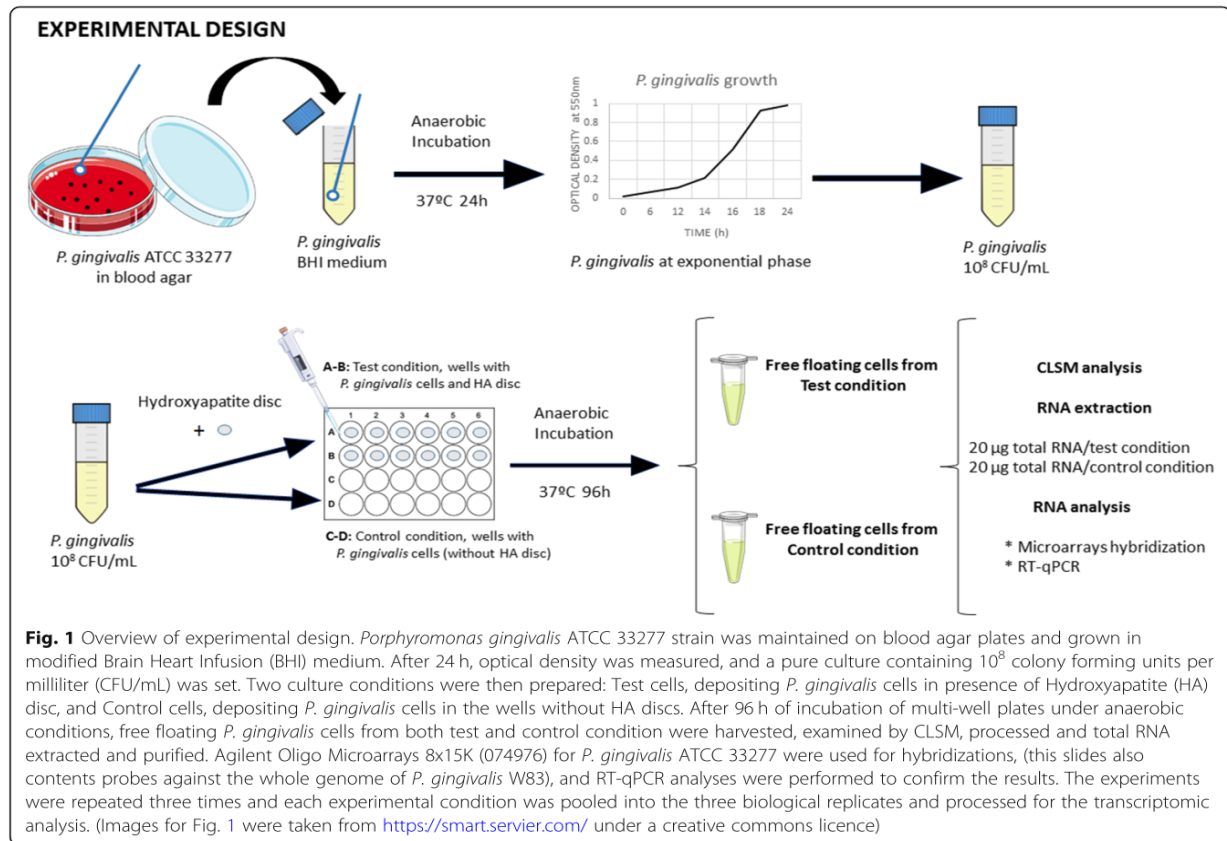 EXPERIMENTAL DESIGN
P. gingivalis ATCC 33277
in blood agar
P. gingivalis
BHI medium
Anaerobic
Incubation
37ºC 24h
P. gingivalis growth
OPTICAL DENSITY at 550nm
1
0.8
0.6
0.4
0.2
0
0 6 12 14 16 18 24
TIME (h)
P. gingivalis at exponential phase
P. gingivalis
10⁸ CFU/mL
P. gingivalis
10⁸ CFU/mL
Hydroxyapatite disc
+
A-B: Test condition, wells with
P. gingivalis cells and HA disc
1 2 3 4 5 6
A
B
C
D
C-D: Control condition, wells with
P. gingivalis cells (without HA disc)
Anaerobic
Incubation
37ºC 96h
Free floating cells from
Test condition
Free floating cells from
Control condition
CLSM analysis
RNA extraction
20 µg total RNA/test condition
20 µg total RNA/control condition
RNA analysis
* Microarrays hybridization
* RT-qPCR
Fig. 1 Overview of experimental design. Porphyromonas gingivalis ATCC 33277 strain was maintained on blood agar plates and grown in
modified Brain Heart Infusion (BHI) medium. After 24 h, optical density was measured, and a pure culture containing 10⁸ colony forming units per
milliliter (CFU/mL) was set. Two culture conditions were then prepared: Test cells, depositing P. gingivalis cells in presence of Hydroxyapatite (HA)
disc, and Control cells, depositing P. gingivalis cells in the wells without HA discs. After 96 h of incubation of multi-well plates under anaerobic
conditions, free floating P. gingivalis cells from both test and control condition were harvested, examined by CLSM, processed and total RNA
extracted and purified. Agilent Oligo Microarrays 8x15K (074976) for P. gingivalis ATCC 33277 were used for hybridizations, (this slides also
contents probes against the whole genome of P. gingivalis W83), and RT-qPCR analyses were performed to confirm the results. The experiments
were repeated three times and each experimental condition was pooled into the three biological replicates and processed for the transcriptomic
analysis. (Images for Fig. 1 were taken from https://smart.servier.com/ under a creative commons licence)